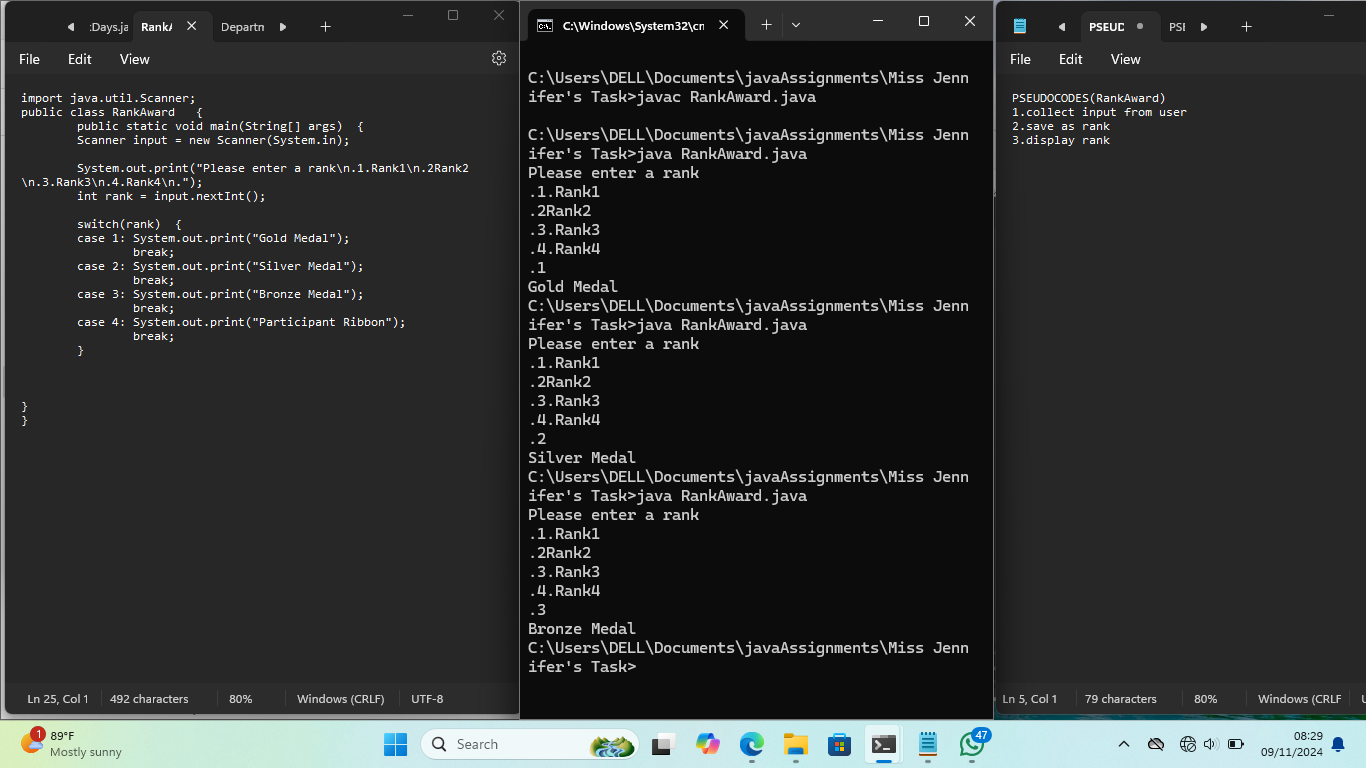 :Days.ja
RankA
Departn
File
Edit
View
import java.util.Scanner;
public class RankAward   {
        public static void main(String[] args)  {
        Scanner input = new Scanner(System.in);
        System.out.print("Please enter a rank\n.1.Rank1\n.2Rank2
\n.3.Rank3\n.4.Rank4\n.");
        int rank = input.nextInt();
        switch(rank)  {
        case 1: System.out.print("Gold Medal");
                break;
        case 2: System.out.print("Silver Medal");
                break;
        case 3: System.out.print("Bronze Medal");
                break;
        case 4: System.out.print("Participant Ribbon");
                break;
        }
}
}
Ln 25, Col 1
492 characters
80%
Windows (CRLF)
UTF-8
C:\Windows\System32\cn
C:\Users\DELL\Documents\javaAssignments\Miss Jenn
ifer's Task>javac RankAward.java
C:\Users\DELL\Documents\javaAssignments\Miss Jenn
ifer's Task>java RankAward.java
Please enter a rank
.1.Rank1
.2Rank2
.3.Rank3
.4.Rank4
.1
Gold Medal
C:\Users\DELL\Documents\javaAssignments\Miss Jenn
ifer's Task>java RankAward.java
Please enter a rank
.1.Rank1
.2Rank2
.3.Rank3
.4.Rank4
.2
Silver Medal
C:\Users\DELL\Documents\javaAssignments\Miss Jenn
ifer's Task>java RankAward.java
Please enter a rank
.1.Rank1
.2Rank2
.3.Rank3
.4.Rank4
.3
Bronze Medal
C:\Users\DELL\Documents\javaAssignments\Miss Jenn
ifer's Task>
PSEUD
PSI
File
Edit
View
PSEUDOCODES(RankAward)
1.collect input from user
2.save as rank
3.display rank
Ln 5, Col 1
79 characters
80%
Windows (CRLF
1
89°F
Mostly sunny
Search
47
08:29
09/11/2024